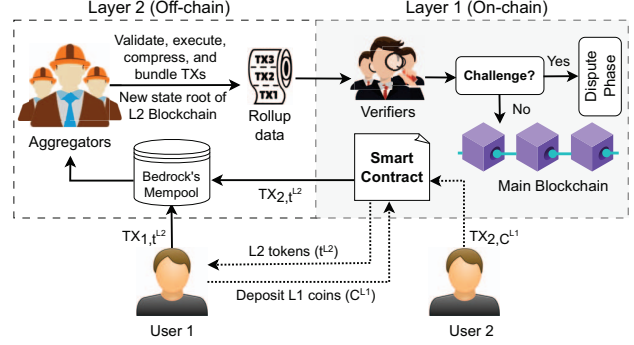 Layer 2 (Off-chain)
Layer 1 (On-chain)
Validate, execute,
compress, and
bundle TXs
New state root of
L2 Blockchain
Aggregators
TX3
TX2
TX1
Rollup
data
Verifiers
Challenge?
Yes
No
Dispute
Phase
Main Blockchain
Bedrock's
Mempool
Smart
Contract
TX₂,t^L2
TX₁,t^L2
TX₂,C^L1
L2 tokens (t^L2)
Deposit L1 coins (C^L1)
User 1
User 2